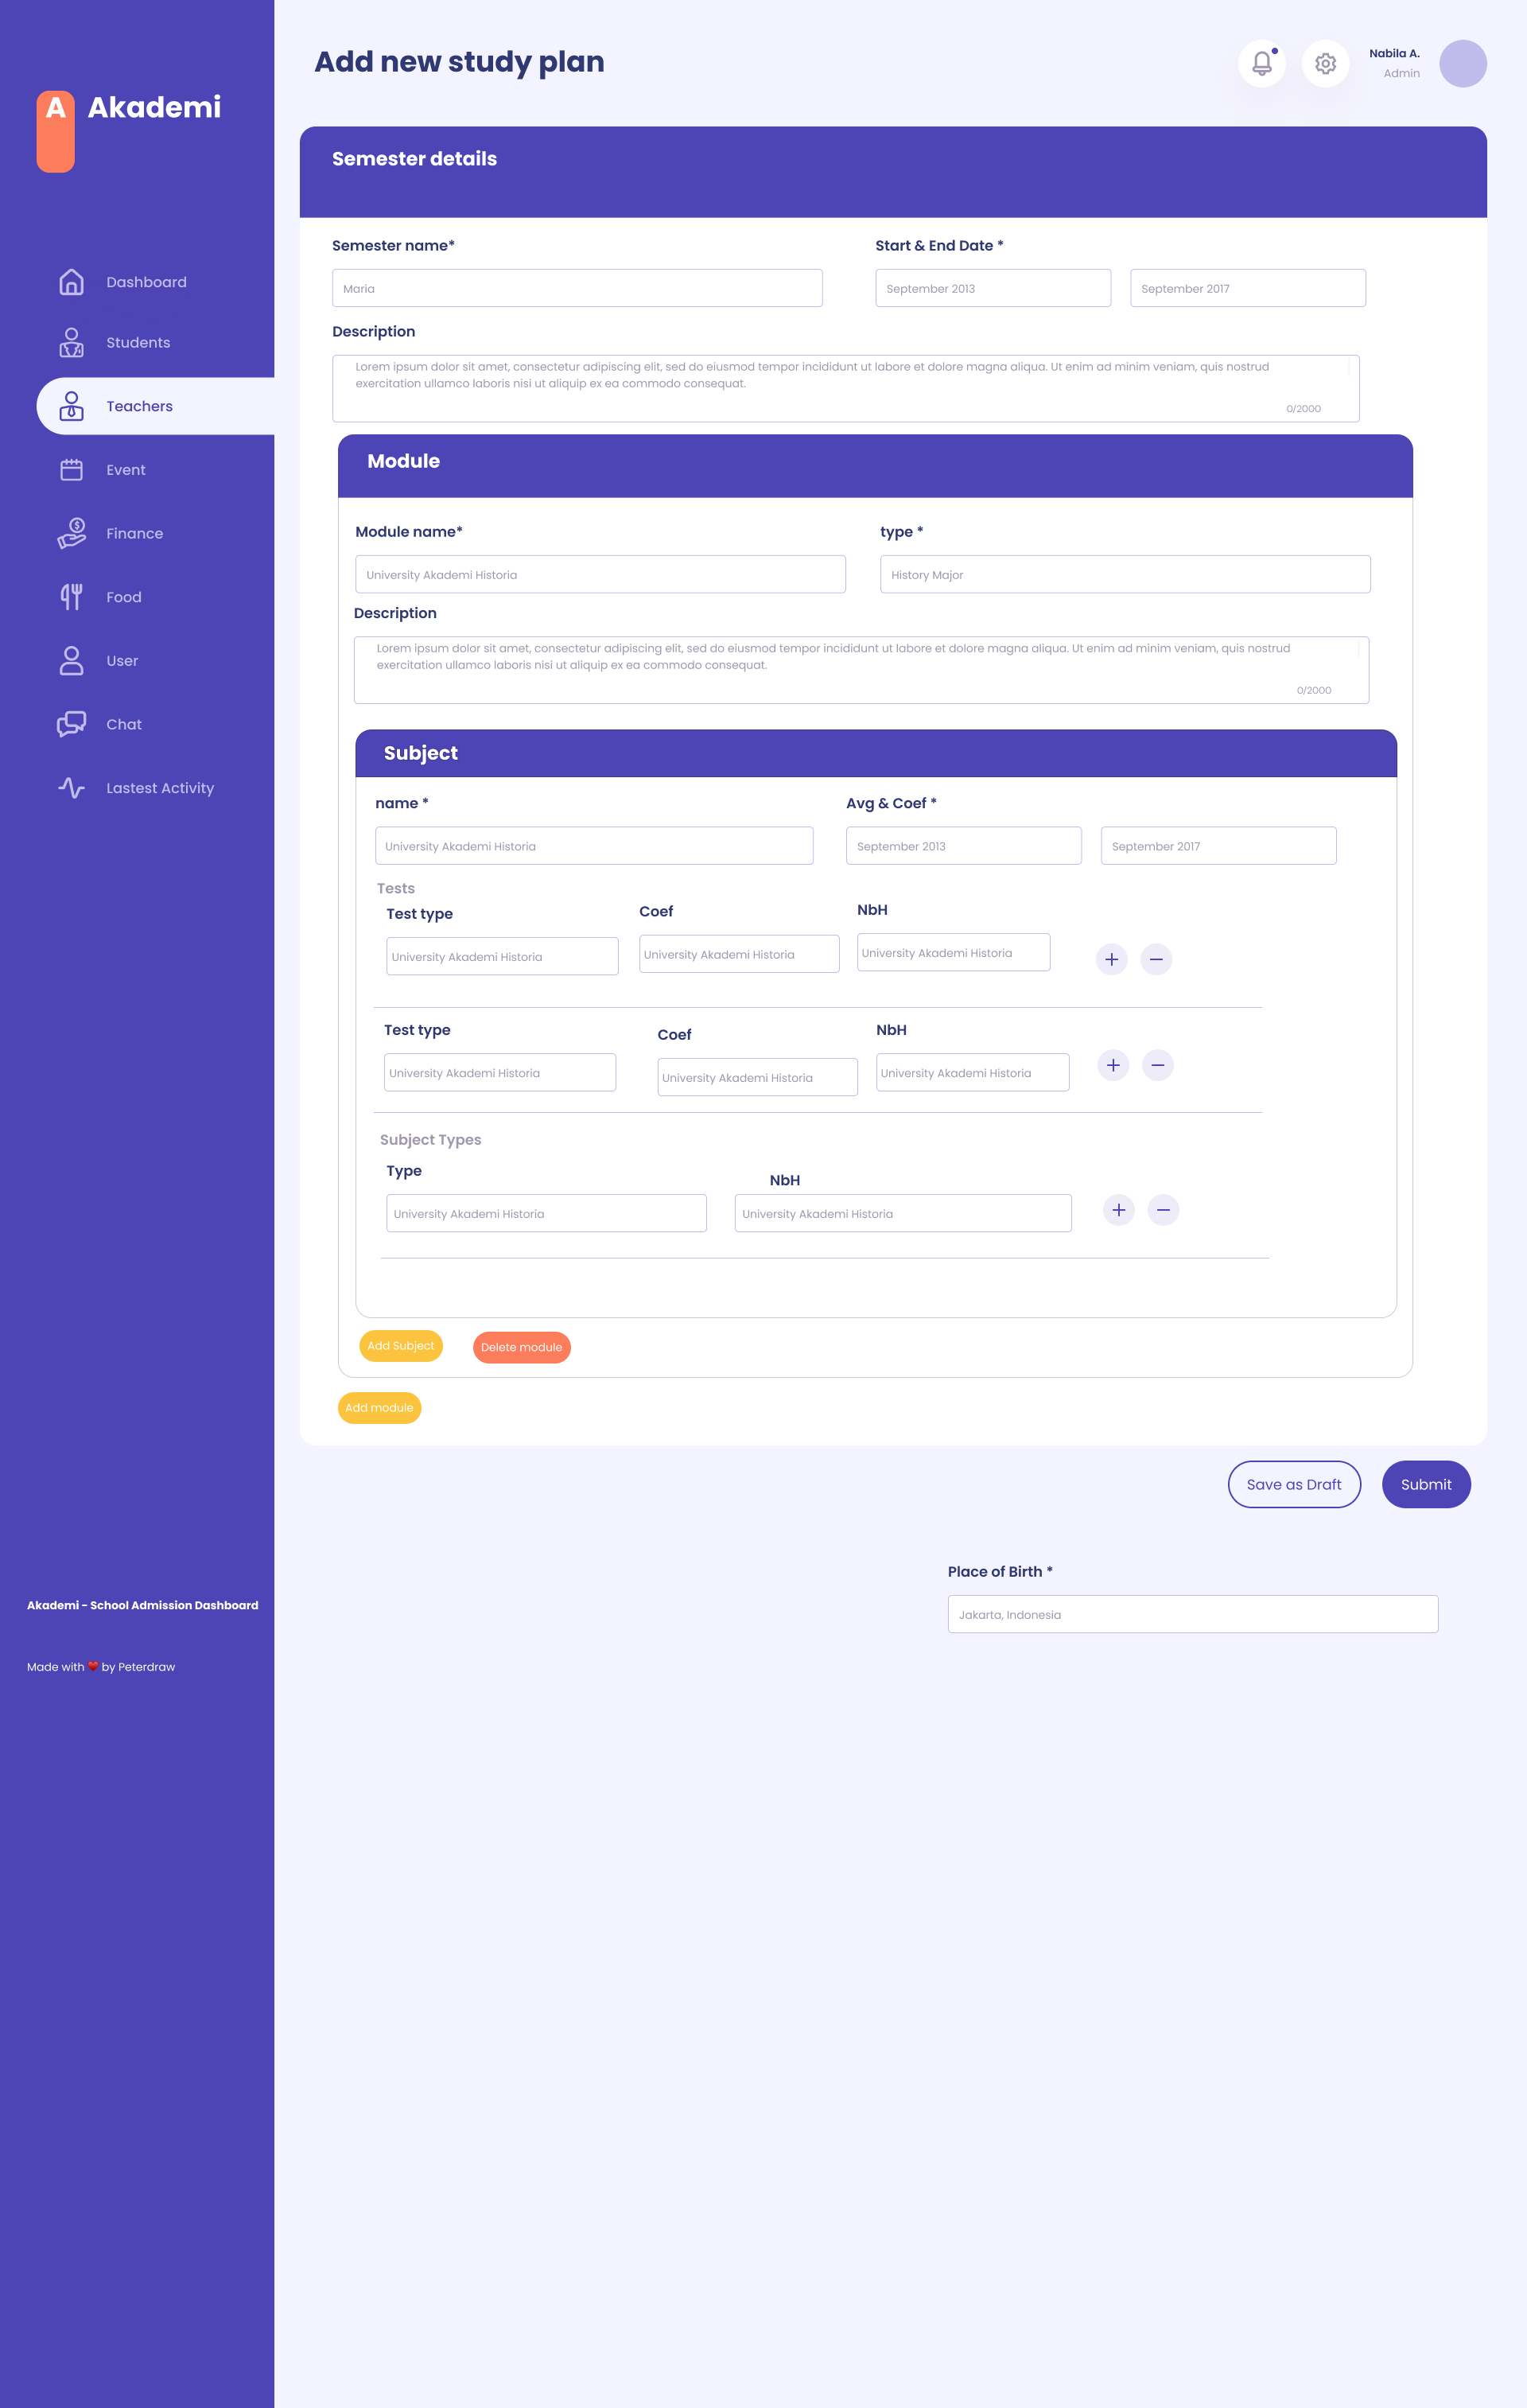 A Akademi
Dashboard
Students
Teachers
Event
Finance
Food
User
Chat
Lastest Activity
Akademi - School Admission Dashboard
Made with ❤️ by Peterdraw
Add new study plan
Nabila A.
Admin
Semester details
Semester name*
Start & End Date *
Maria
September 2013
September 2017
Description
Lorem ipsum dolor sit amet, consectetur adipiscing elit, sed do eiusmod tempor incididunt ut labore et dolore magna aliqua. Ut enim ad minim veniam, quis nostrud
exercitation ullamco laboris nisi ut aliquip ex ea commodo consequat.
0/2000
Module
Module name*
type *
University Akademi Historia
History Major
Description
Lorem ipsum dolor sit amet, consectetur adipiscing elit, sed do eiusmod tempor incididunt ut labore et dolore magna aliqua. Ut enim ad minim veniam, quis nostrud
exercitation ullamco laboris nisi ut aliquip ex ea commodo consequat.
0/2000
Subject
name *
Avg & Coef *
University Akademi Historia
September 2013
September 2017
Tests
Test type
Coef
NbH
University Akademi Historia
University Akademi Historia
University Akademi Historia
Test type
Coef
NbH
University Akademi Historia
University Akademi Historia
University Akademi Historia
Subject Types
Type
NbH
University Akademi Historia
University Akademi Historia
Add Subject
Delete module
Add module
Save as Draft
Submit
Place of Birth *
Jakarta, Indonesia